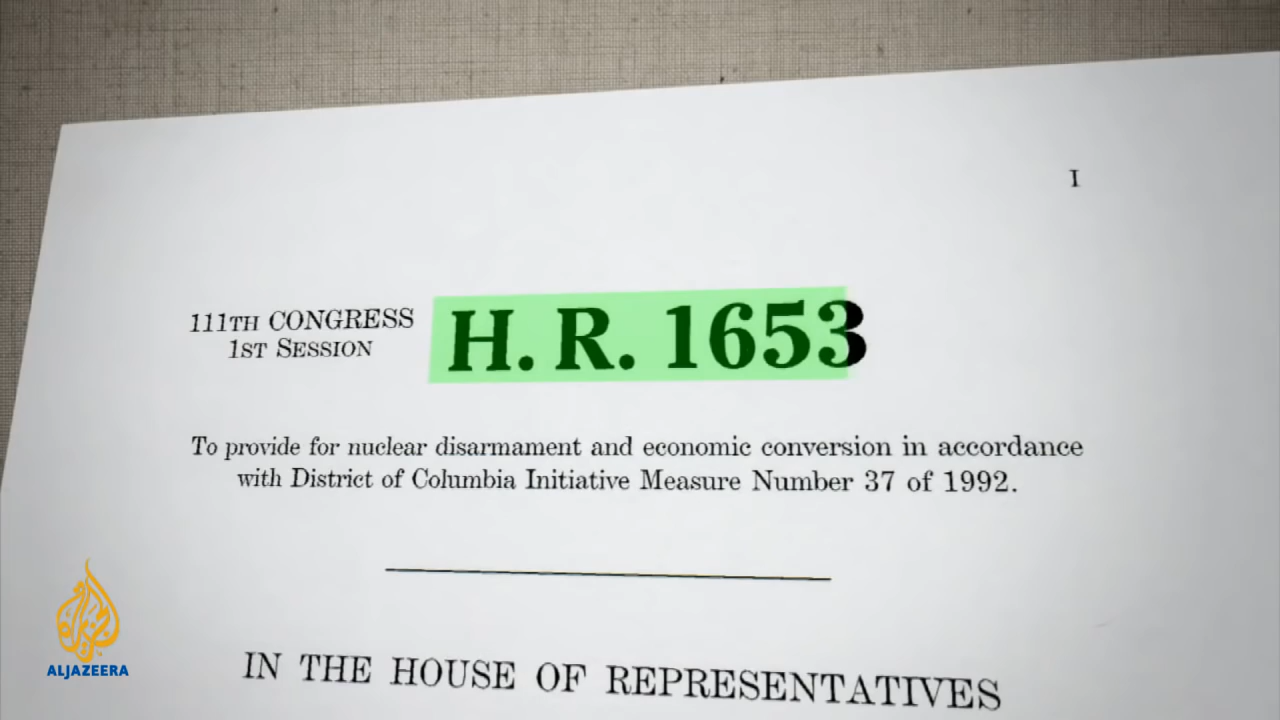 I
111TH CONGRESS
1ST SESSION
H. R. 1653
To provide for nuclear disarmament and economic conversion in accordance
with District of Columbia Initiative Measure Number 37 of 1992.
IN THE HOUSE OF REPRESENTATIVES
ALJAZEERA